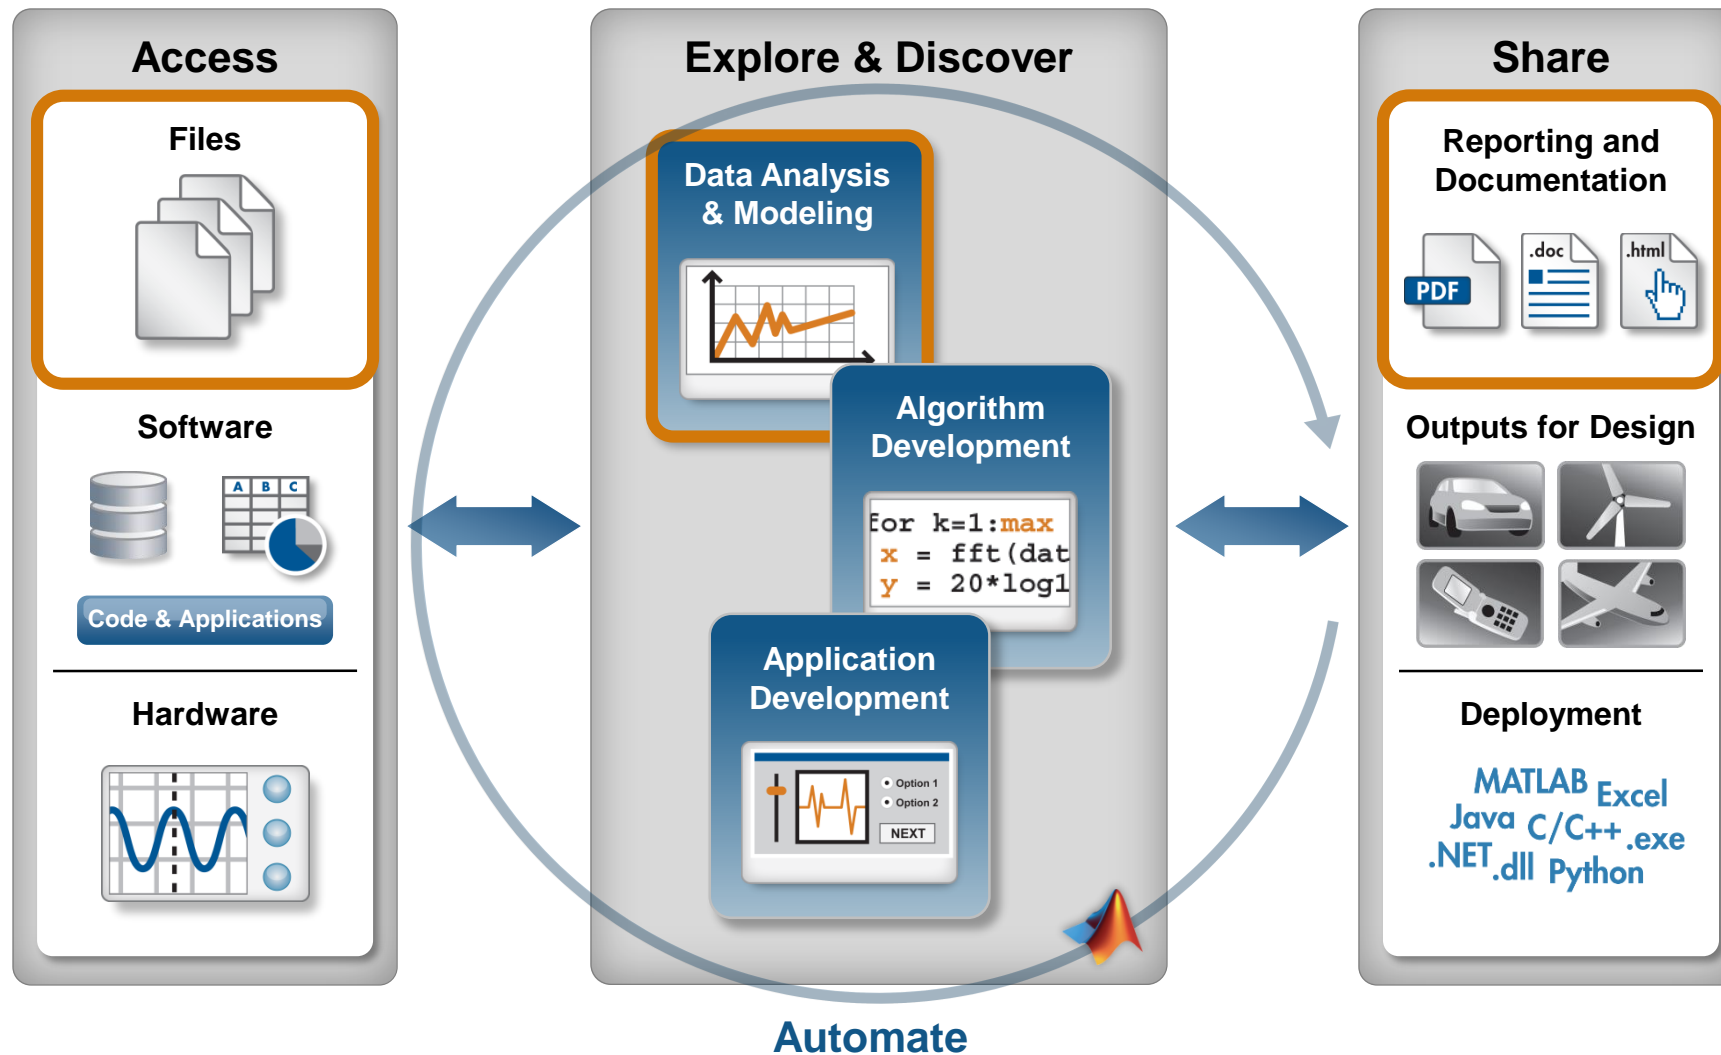 Access
Files
Software
A B C
Code & Applications
Hardware
Explore & Discover
Data Analysis
& Modeling
Algorithm
Development
for k=1:max
x = fft(dat
y = 20*log1
Application
Development
Option 1
Option 2
NEXT
Share
Reporting and
Documentation
PDF
.doc
.html
Outputs for Design
Deployment
MATLAB Excel
Java C/C++ .exe
.NET .dll Python
Automate